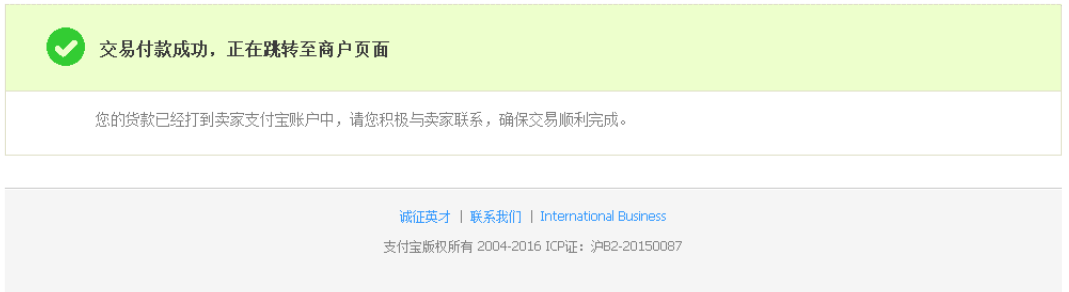 交易付款成功，正在跳转至商户页面
您的货款已经打到卖家支付宝账户中，请您积极与卖家联系，确保交易顺利完成。
诚征英才 | 联系我们 | International Business
支付宝版权所有 2004-2016 ICP证：沪B2-20150087